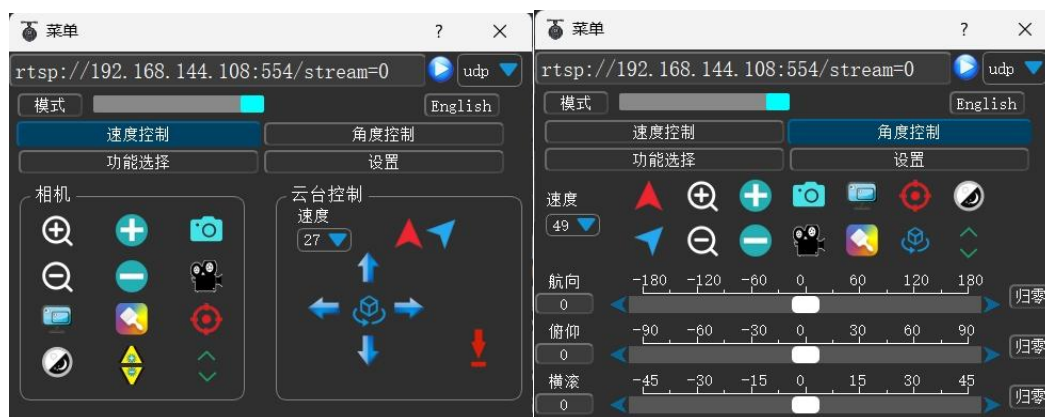 菜单 ? ×
rtsp://192.168.144.108:554/stream=0 udp
模式 English
速度控制 角度控制
功能选择 设置
相机
云台控制
速度
27
菜单 ? ×
rtsp://192.168.144.108:554/stream=0 udp
模式 English
速度控制 角度控制
功能选择 设置
速度
49
航向 -180 -120 -60 0 60 120 180
0 归零
俯仰 -90 -60 -30 0 30 60 90
0 归零
横滚 -45 -30 -15 0 15 30 45
0 归零